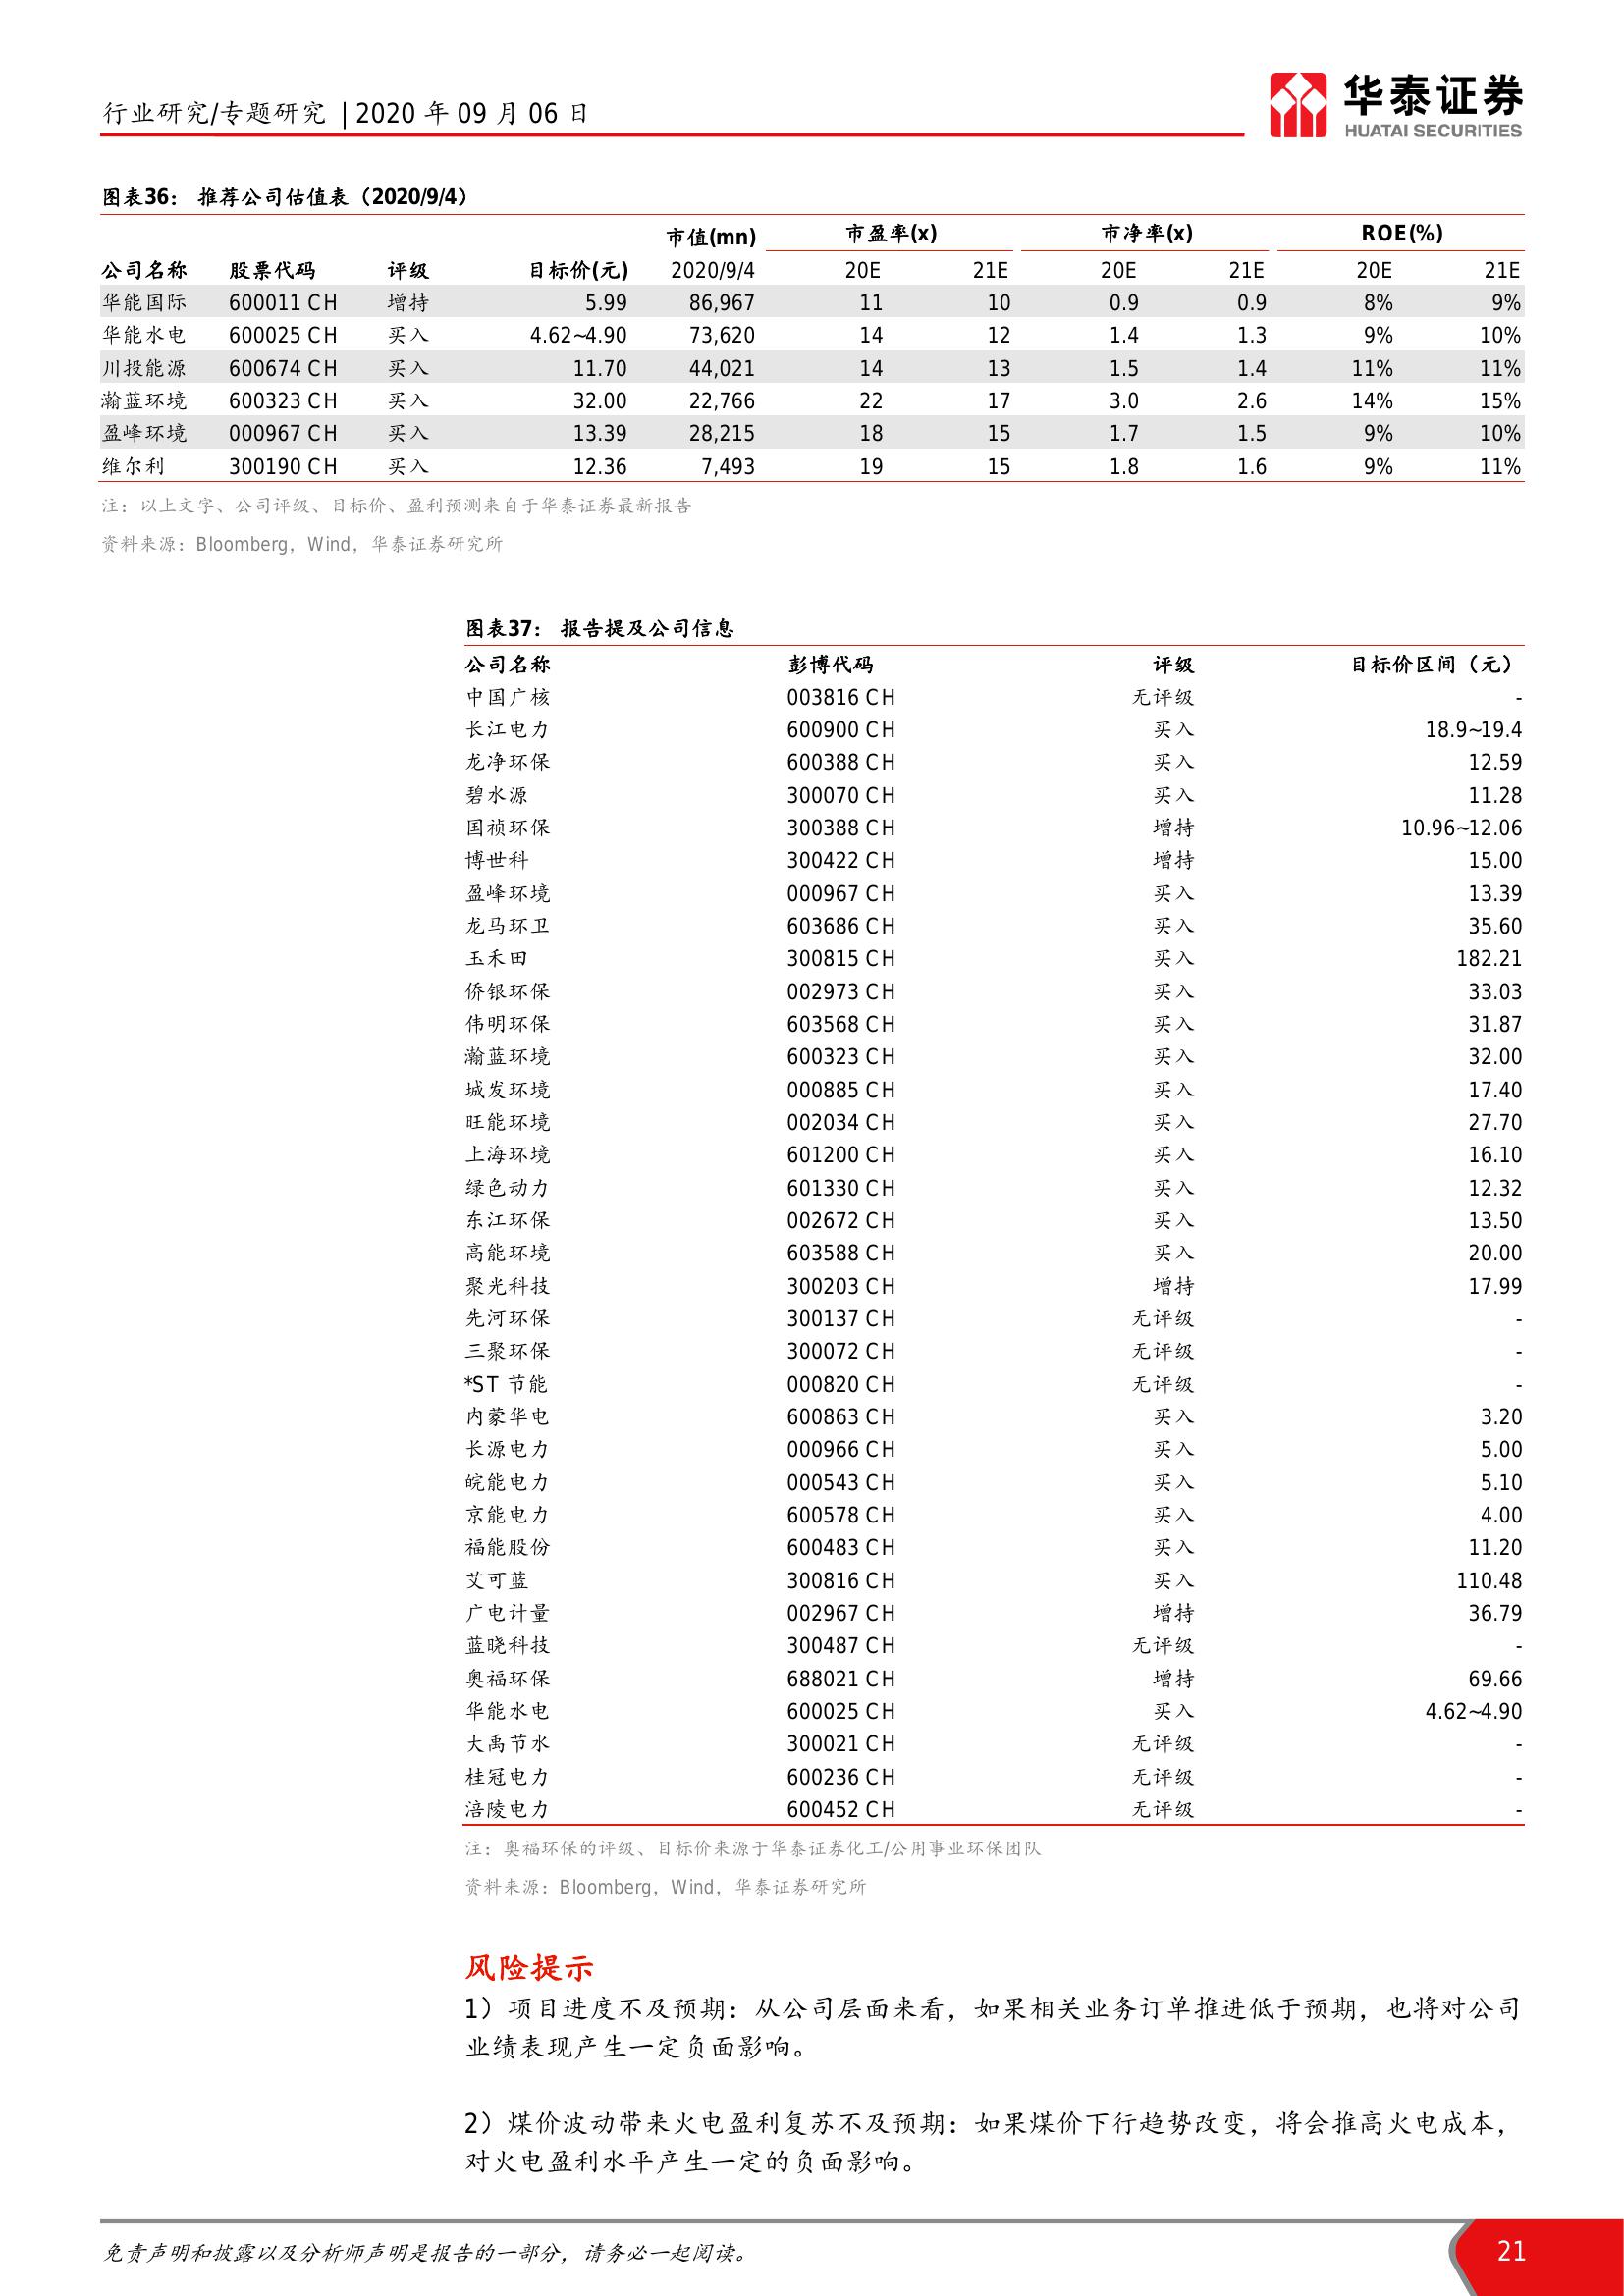 行业研究/专题研究 | 2020 年 09 月 06 日
华泰证券
HUATAI SECURITIES
图表36： 推荐公司估值表（2020/9/4）
市值(mn) 市盈率(x) 市净率(x) ROE(%)
公司名称 股票代码 评级 目标价(元) 2020/9/4 20E 21E 20E 21E 20E 21E
华能国际 600011 CH 增持 5.99 86,967 11 10 0.9 0.9 8% 9%
华能水电 600025 CH 买入 4.62~4.90 73,620 14 12 1.4 1.3 9% 10%
川投能源 600674 CH 买入 11.70 44,021 14 13 1.5 1.4 11% 11%
瀚蓝环境 600323 CH 买入 32.00 22,766 22 17 3.0 2.6 14% 15%
盈峰环境 000967 CH 买入 13.39 28,215 18 15 1.7 1.5 9% 10%
维尔利 300190 CH 买入 12.36 7,493 19 15 1.8 1.6 9% 11%
注：以上文字、公司评级、目标价、盈利预测来自于华泰证券最新报告
资料来源：Bloomberg，Wind，华泰证券研究所
图表37： 报告提及公司信息
公司名称 彭博代码 评级 目标价区间（元）
中国广核 003816 CH 无评级 -
长江电力 600900 CH 买入 18.9~19.4
龙净环保 600388 CH 买入 12.59
碧水源 300070 CH 买入 11.28
国祯环保 300388 CH 增持 10.96~12.06
博世科 300422 CH 增持 15.00
盈峰环境 000967 CH 买入 13.39
龙马环卫 603686 CH 买入 35.60
玉禾田 300815 CH 买入 182.21
侨银环保 002973 CH 买入 33.03
伟明环保 603568 CH 买入 31.87
瀚蓝环境 600323 CH 买入 32.00
城发环境 000885 CH 买入 17.40
旺能环境 002034 CH 买入 27.70
上海环境 601200 CH 买入 16.10
绿色动力 601330 CH 买入 12.32
东江环保 002672 CH 买入 13.50
高能环境 603588 CH 买入 20.00
聚光科技 300203 CH 增持 17.99
先河环保 300137 CH 无评级 -
三聚环保 300072 CH 无评级 -
*ST 节能 000820 CH 无评级 -
内蒙华电 600863 CH 买入 3.20
长源电力 000966 CH 买入 5.00
皖能电力 000543 CH 买入 5.10
京能电力 600578 CH 买入 4.00
福能股份 600483 CH 买入 11.20
艾可蓝 300816 CH 买入 110.48
广电计量 002967 CH 增持 36.79
蓝晓科技 300487 CH 无评级 -
奥福环保 688021 CH 增持 69.66
华能水电 600025 CH 买入 4.62~4.90
大禹节水 300021 CH 无评级 -
桂冠电力 600236 CH 无评级 -
涪陵电力 600452 CH 无评级 -
注：奥福环保的评级、目标价来源于华泰证券化工/公用事业环保团队
资料来源：Bloomberg，Wind，华泰证券研究所
风险提示
1）项目进度不及预期：从公司层面来看，如果相关业务订单推进低于预期，也将对公司
业绩表现产生一定负面影响。
2）煤价波动带来火电盈利复苏不及预期：如果煤价下行趋势改变，将会推高火电成本，
对火电盈利水平产生一定的负面影响。
免责声明和披露以及分析师声明是报告的一部分，请务必一起阅读。 21